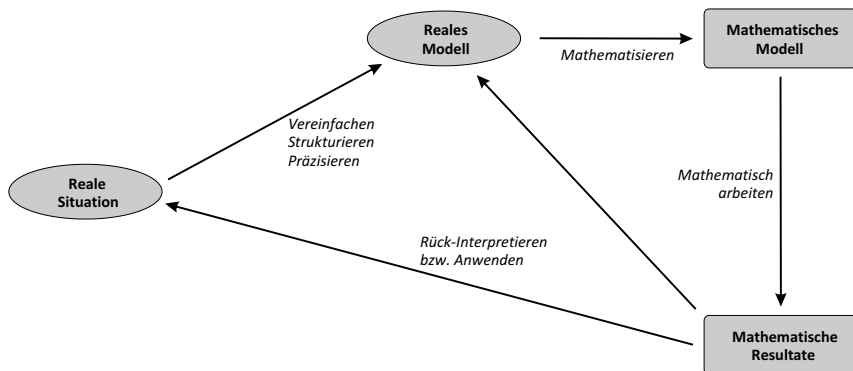 Reales
Modell
Mathematisieren
Mathematisches
Modell
Vereinfachen
Strukturieren
Präzisieren
Reale
Situation
Mathematisch
arbeiten
Rück-Interpretieren
bzw. Anwenden
Mathematische
Resultate